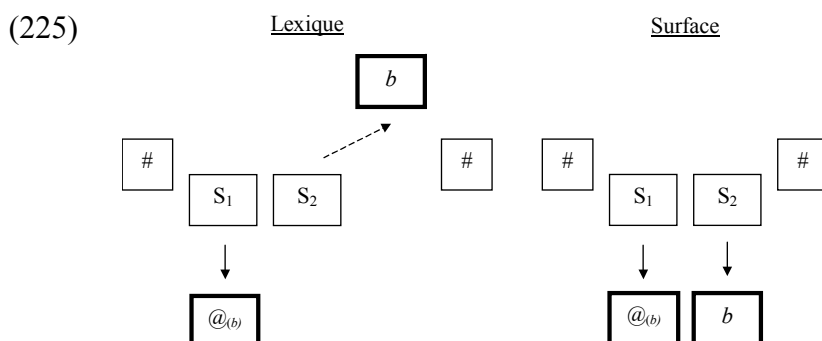 (225) Lexique Surface
b
# # # #
S₁ S₂ S₁ S₂
@(b) @(b) b